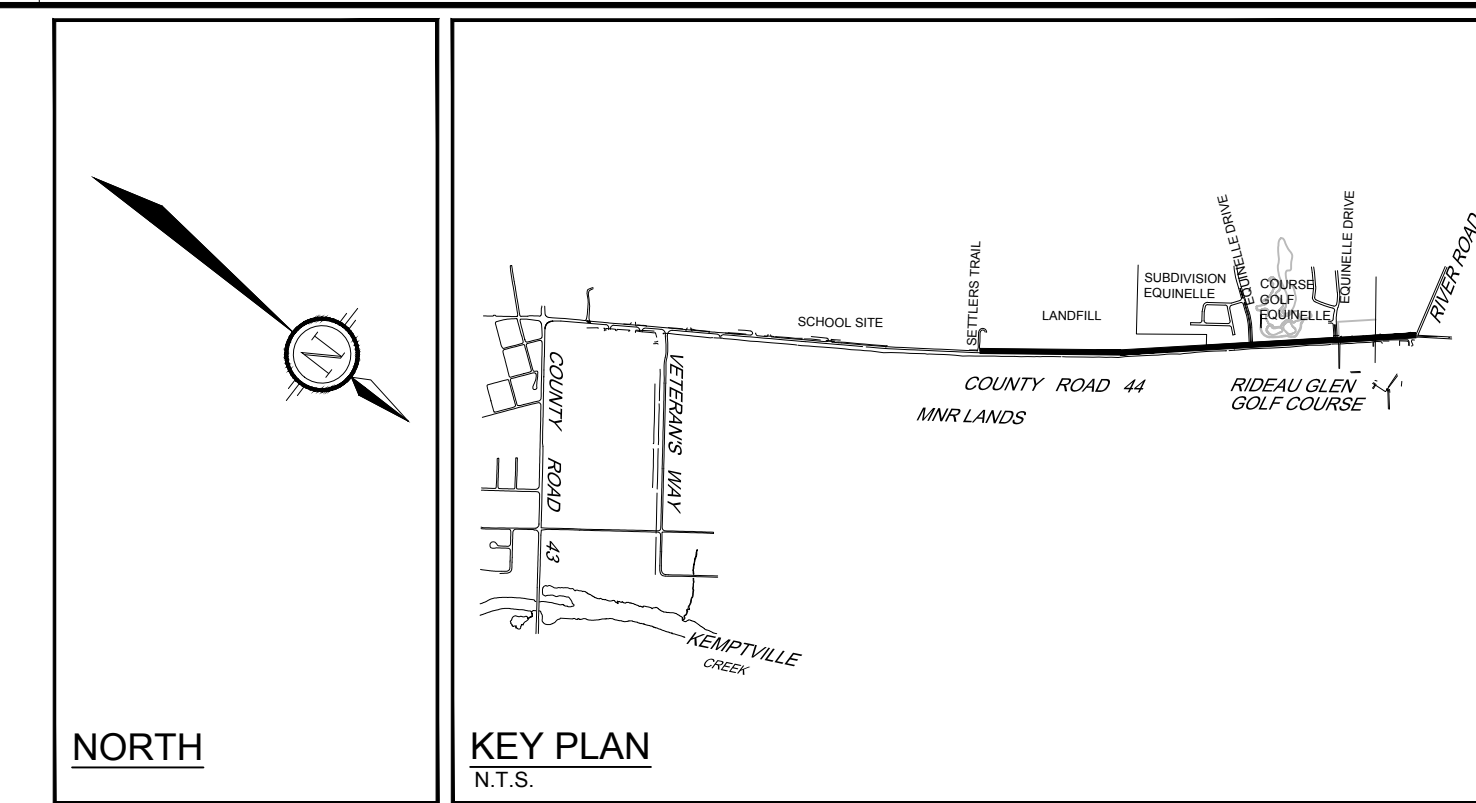 N
NORTH
KEY PLAN
N.T.S.
COUNTY ROAD 43
VETERAN'S WAY
SCHOOL SITE
SETTLERS TRAIL
LANDFILL
SUBDIVISION
EQUINELLE
EQUINELLE DRIVE
COURSE
GOLF
EQUINELLE
EQUINELLE DRIVE
RIVER ROAD
COUNTY ROAD 44
MNR LANDS
RIDEAU GLEN
GOLF COURSE
KEMPTVILLE
CREEK